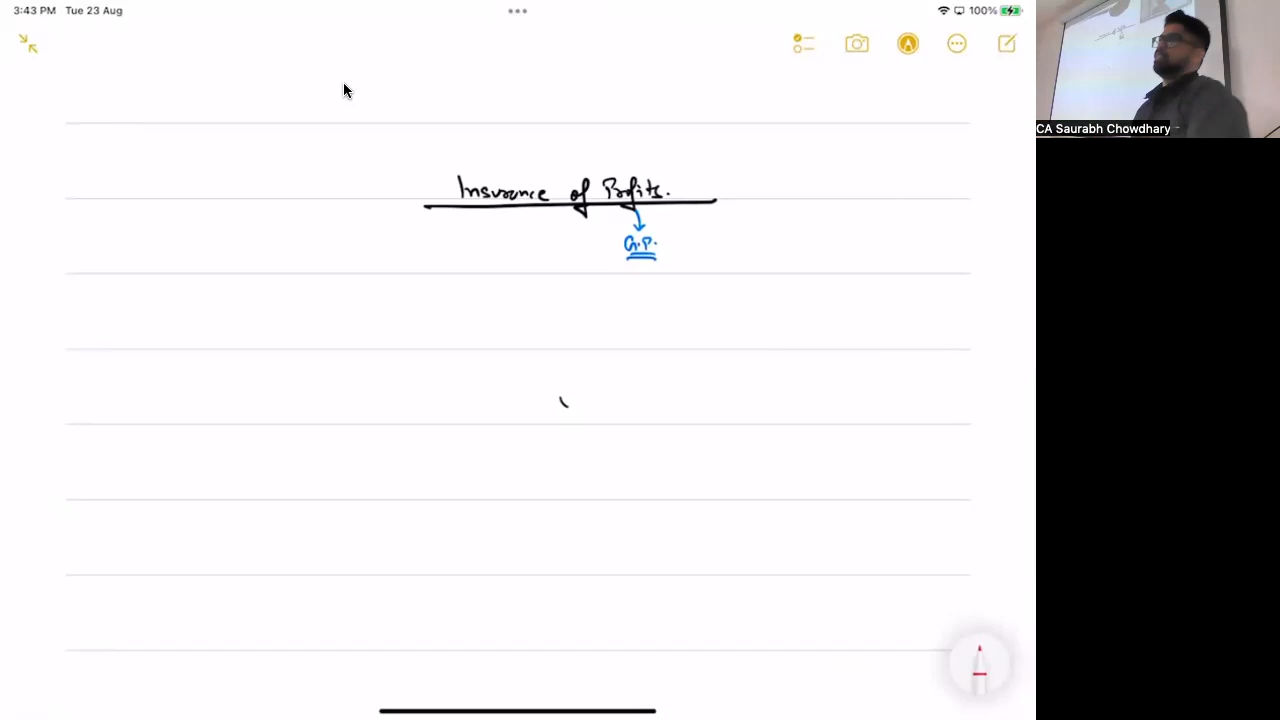 3:43 PM Tue 23 Aug
100%
Insurance of Profits.
G.P.
CA Saurabh Chowdhary